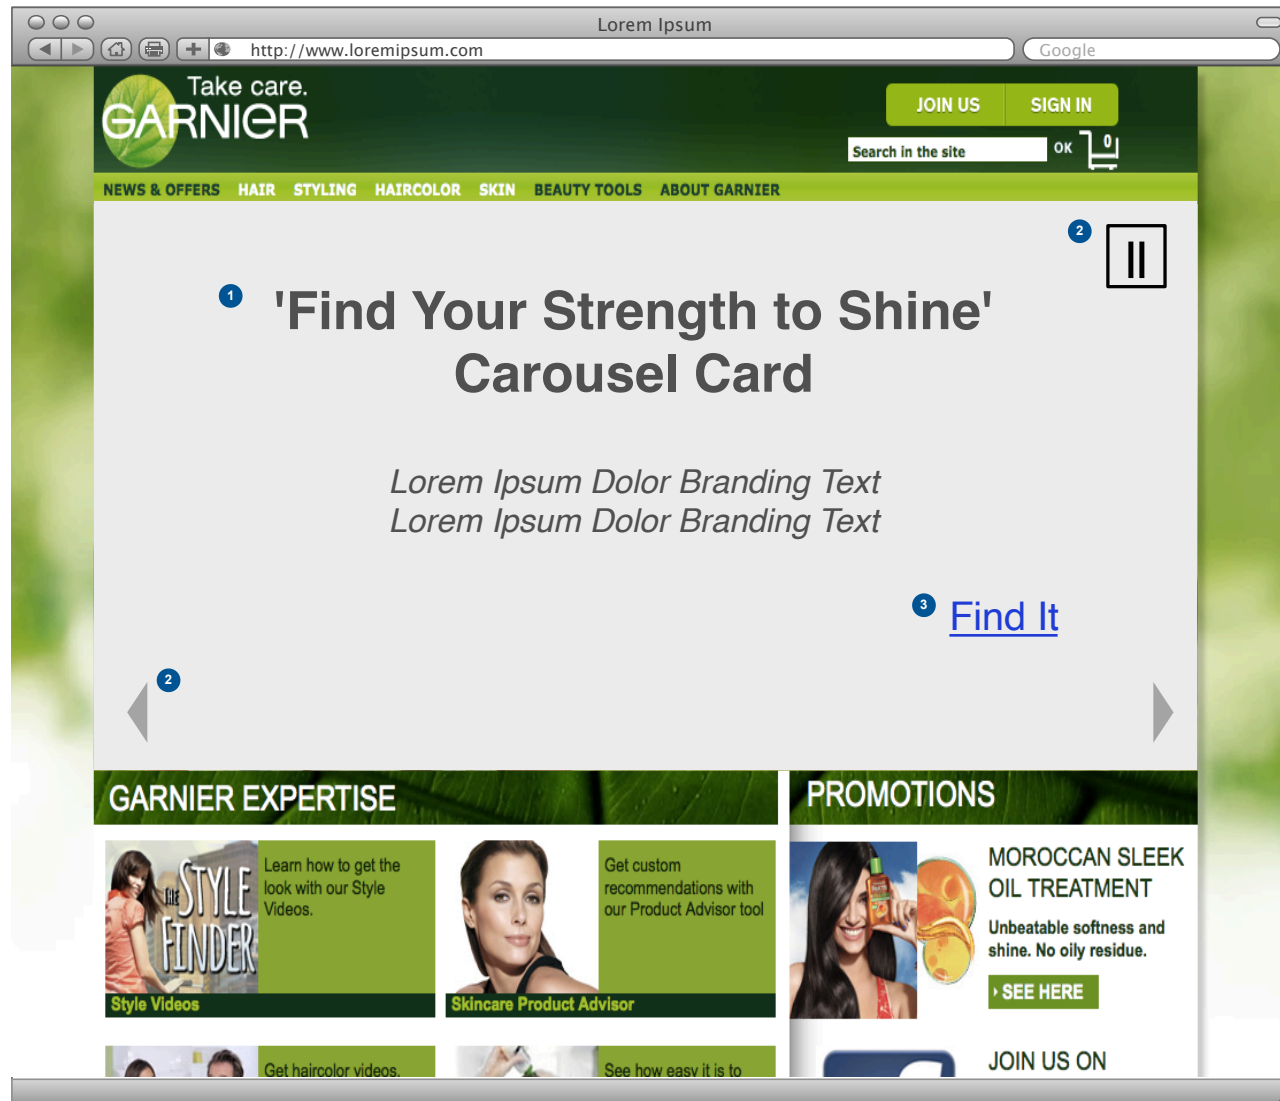 Lorem Ipsum
http://www.loremipsum.com
Google
Take care.
GARNIER
JOIN US
SIGN IN
Search in the site
OK
0
NEWS & OFFERS HAIR STYLING HAIRCOLOR SKIN BEAUTY TOOLS ABOUT GARNIER
2
1
'Find Your Strength to Shine'
Carousel Card
Lorem Ipsum Dolor Branding Text
Lorem Ipsum Dolor Branding Text
3
Find It
2
GARNIER EXPERTISE
THE
STYLE
FINDER
Learn how to get the
look with our Style
Videos.
Style Videos
Get custom
recommendations with
our Product Advisor tool
Skincare Product Advisor
Get haircolor videos.
See how easy it is to
PROMOTIONS
MOROCCAN SLEEK
OIL TREATMENT
Unbeatable softness and
shine. No oily residue.
SEE HERE
JOIN US ON